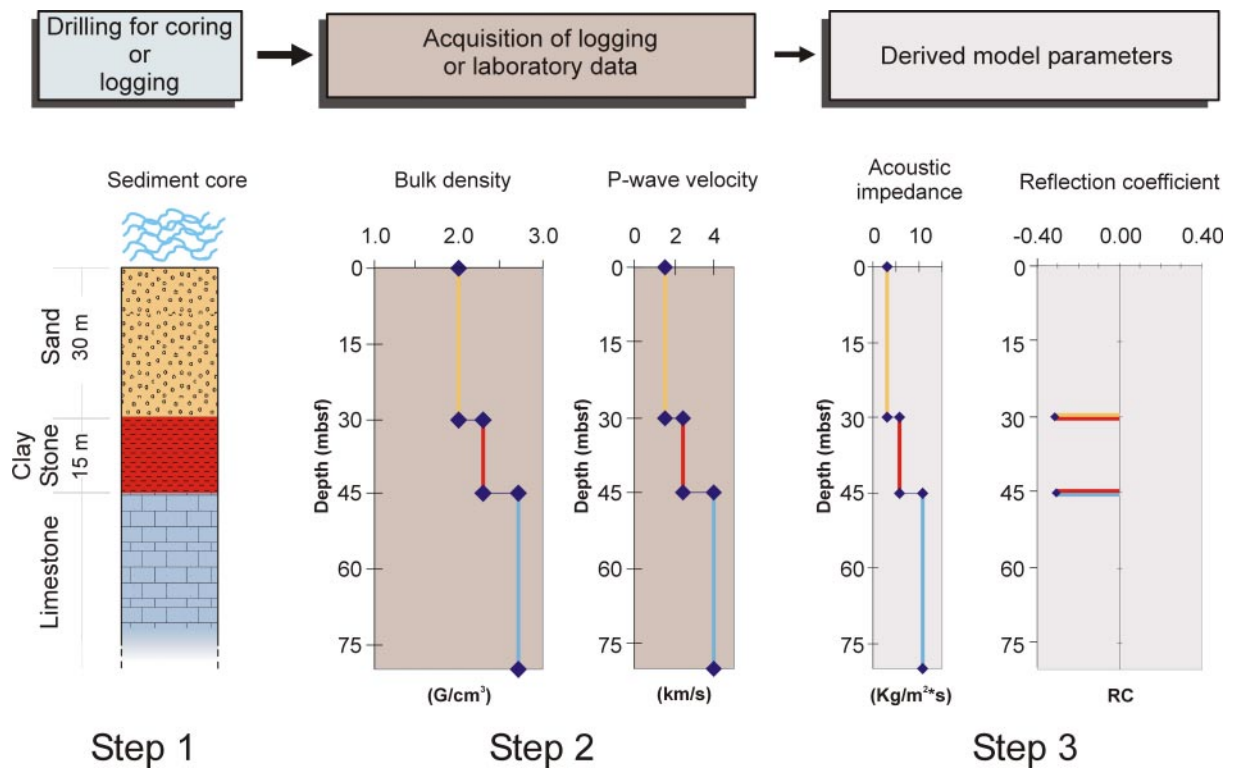 Drilling for coring
or
logging
Acquisition of logging
or laboratory data
Derived model parameters
Sediment core
Bulk density
P-wave velocity
Acoustic
impedance
Reflection coefficient
1.0 2.0 3.0
0 2 4
0 10
-0.40 0.00 0.40
Sand
30 m
Clay
Stone
15 m
Limestone
Depth (mbsf)
0
15
30
45
60
75
(G/cm³)
Depth (mbsf)
0
15
30
45
60
75
(km/s)
Depth (mbsf)
0
15
30
45
60
75
(Kg/m²*s)
0
15
30
45
60
75
RC
Step 1
Step 2
Step 3